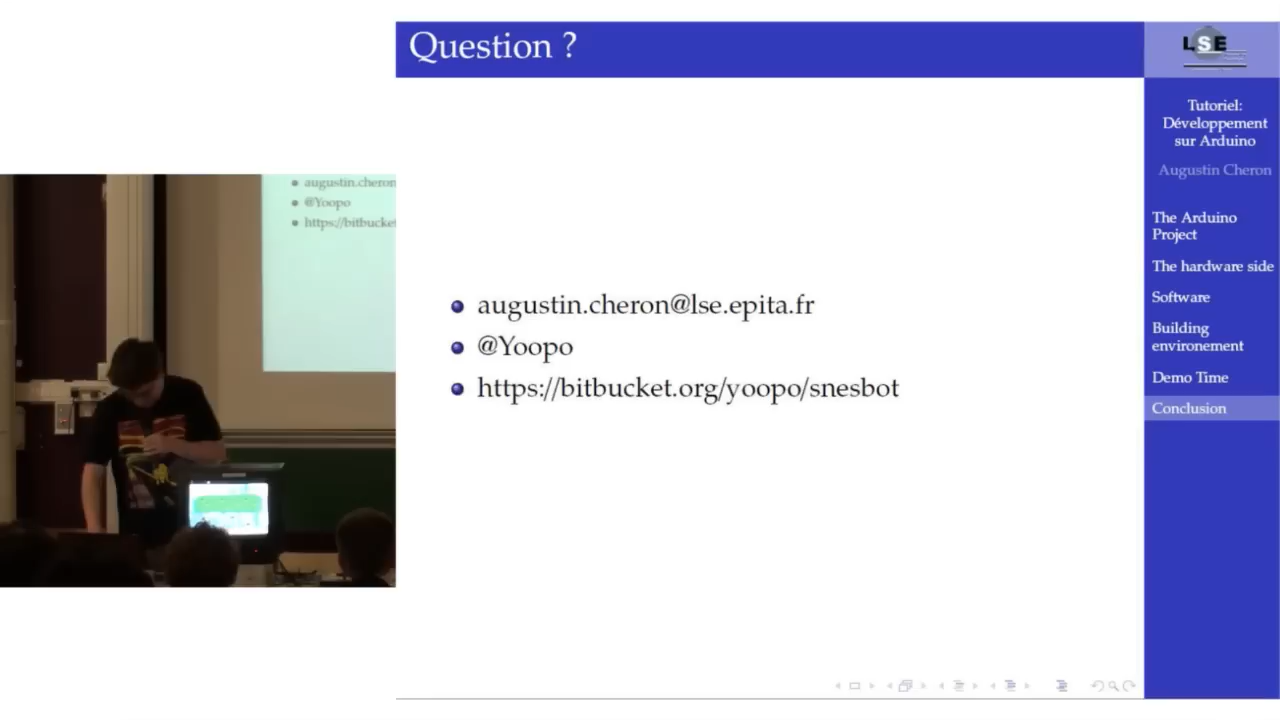 Question ?
augustin.cheron@lse.epita.fr
@Yoopo
https://bitbucket.org/yoopo/snesbot
LSE
Tutoriel:
Développement
sur Arduino
Augustin Cheron
The Arduino
Project
The hardware side
Software
Building
environement
Demo Time
Conclusion
augustin.cheron
@Yoopo
https://bitbucket